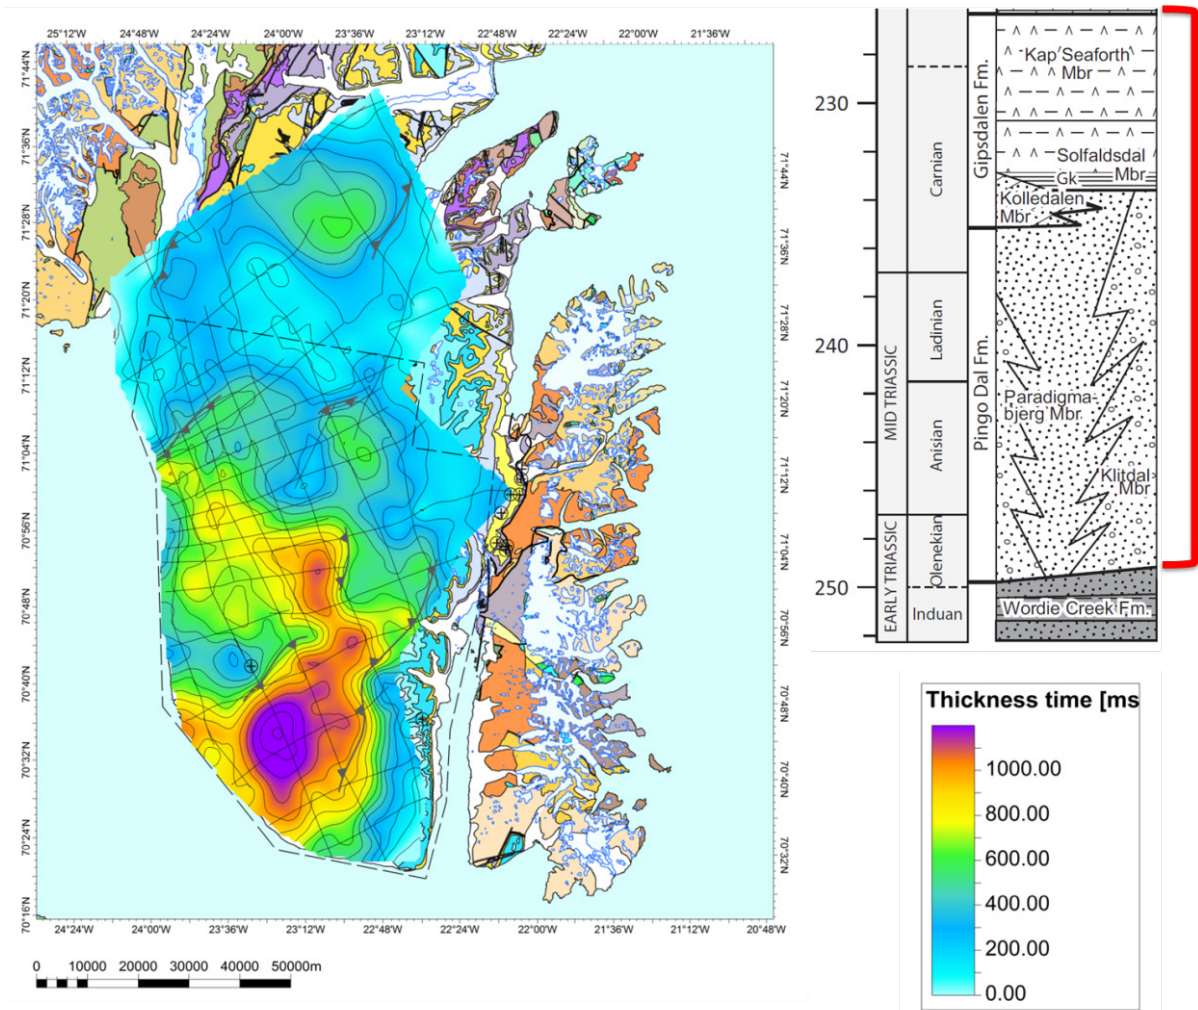 25°12'W 24°48'W 24°24'W 24°00'W 23°36'W 23°12'W 22°48'W 22°24'W 22°00'W 21°36'W
71°44'N
71°36'N
71°28'N
71°20'N
71°12'N
71°04'N
70°56'N
70°48'N
70°40'N
70°32'N
70°24'N
70°16'N
71°44'N
71°36'N
71°28'N
71°20'N
71°12'N
71°04'N
70°56'N
70°48'N
70°40'N
70°32'N
24°24'W 24°00'W 23°36'W 23°12'W 22°48'W 22°24'W 22°00'W 21°36'W 21°12'W 20°48'W
0 10000 20000 30000 40000 50000m
230
240
250
MID TRIASSIC
EARLY TRIASSIC
Carnian
Ladinian
Anisian
Olenekian
Induan
Gipsdalen Fm.
Pingo Dal Fm.
Kap Seaforth
Mbr
Solfaldsdal
Mbr
Gk
Kolledalen
Mbr
Paradigma-
bjerg Mbr
Klitdal
Mbr
Wordie Creek Fm.
Thickness time [ms
1000.00
800.00
600.00
400.00
200.00
0.00